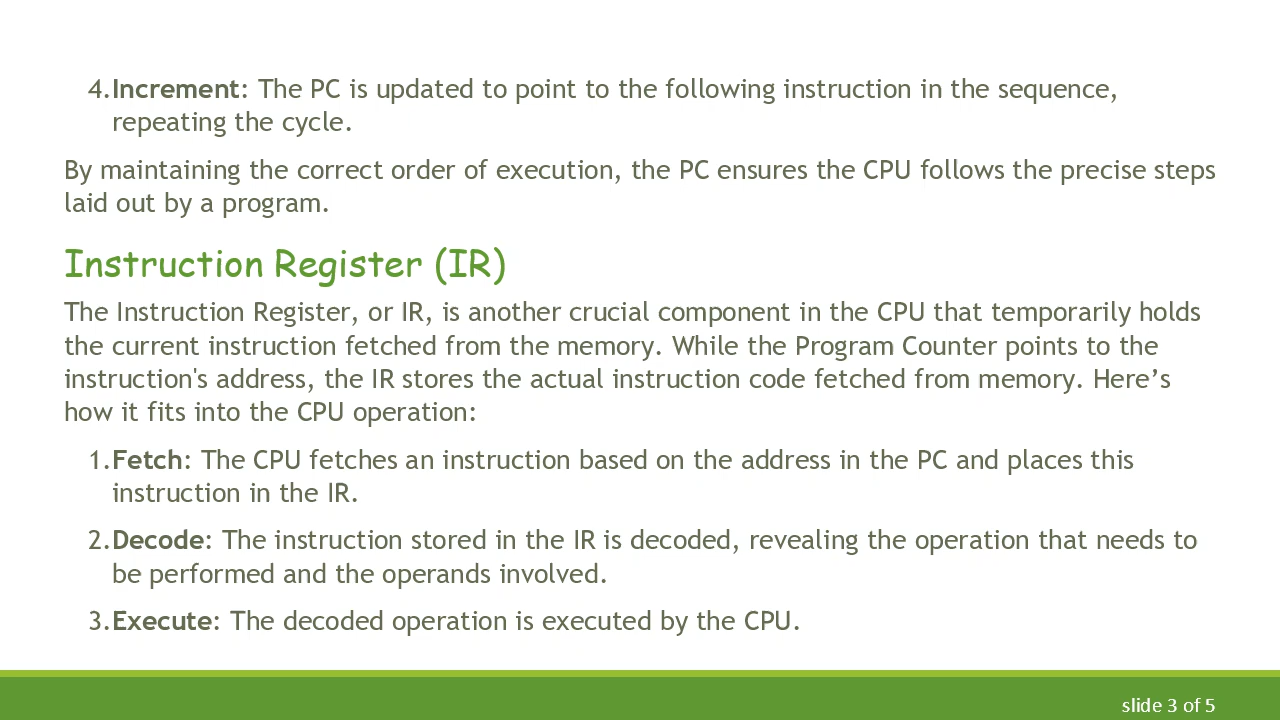 4.Increment: The PC is updated to point to the following instruction in the sequence,
repeating the cycle.
By maintaining the correct order of execution, the PC ensures the CPU follows the precise steps
laid out by a program.
Instruction Register (IR)
The Instruction Register, or IR, is another crucial component in the CPU that temporarily holds
the current instruction fetched from the memory. While the Program Counter points to the
instruction's address, the IR stores the actual instruction code fetched from memory. Here’s
how it fits into the CPU operation:
1.Fetch: The CPU fetches an instruction based on the address in the PC and places this
instruction in the IR.
2.Decode: The instruction stored in the IR is decoded, revealing the operation that needs to
be performed and the operands involved.
3.Execute: The decoded operation is executed by the CPU.
slide 3 of 5